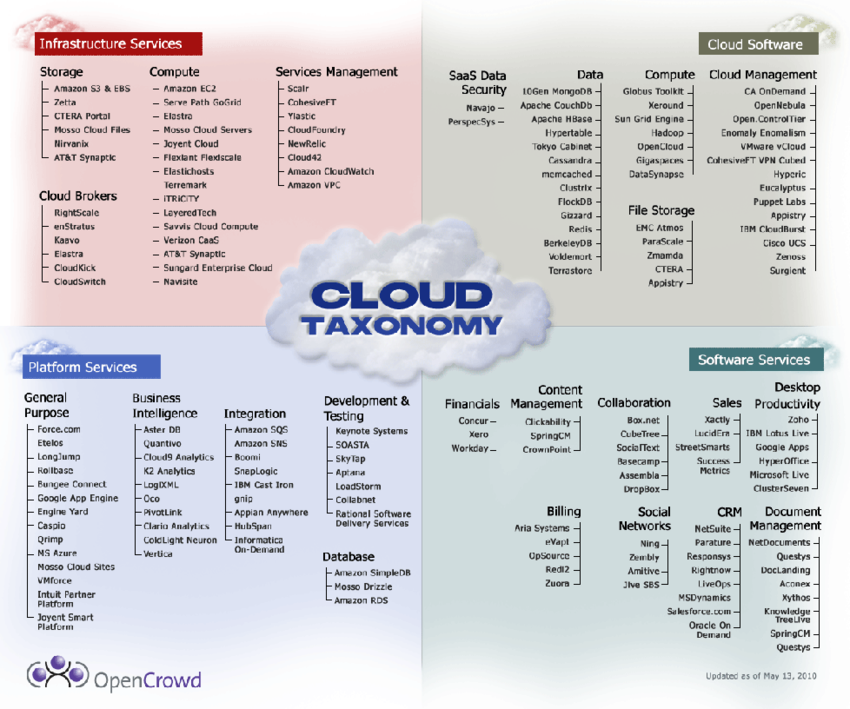 Infrastructure Services
Storage
Amazon S3 & EBS
Zetta
CTERA Portal
Mosso Cloud Files
Nirvanix
AT&T Synaptic
Cloud Brokers
RightScale
enStratus
Kaavo
Elastra
CloudKick
CloudSwitch
Compute
Amazon EC2
Serve Path GoGrid
Elastra
Mosso Cloud Servers
Joyent Cloud
Flexiant Flexiscale
Elastichosts
Terremark
iTRICITY
LayeredTech
Savvis Cloud Compute
Verizon CaaS
AT&T Synaptic
Sungard Enterprise Cloud
Navisite
Services Management
Scalr
CohesiveFT
Ylastic
CloudFoundry
NewRelic
Cloud42
Amazon CloudWatch
Amazon VPC
Cloud Software
SaaS Data
Security
Navajo
PerspecSys
Data
10Gen MongoDB
Apache CouchDb
Apache HBase
Hypertable
Tokyo Cabinet
Cassandra
memcached
Clustrix
FlockDB
Gizzard
Redis
BerkeleyDB
Voldemort
Terrastore
Compute
Globus Toolkit
Xeround
Sun Grid Engine
Hadoop
OpenCloud
Gigaspaces
DataSynapse
File Storage
EMC Atmos
ParaScale
Zmamda
CTERA
Appistry
Cloud Management
CA OnDemand
OpenNebula
Open.ControlTier
Enomaly Enomalism
VMware vCloud
CohesiveFT VPN Cubed
Hyperic
Eucalyptus
Puppet Labs
Appistry
IBM CloudBurst
Cisco UCS
Zenoss
Surgient
CLOUD
TAXONOMY
Platform Services
General
Purpose
Force.com
Etelos
LongJump
Rollbase
Bungee Connect
Google App Engine
Engine Yard
Caspio
Qrimp
MS Azure
Mosso Cloud Sites
VMforce
Intuit Partner
Platform
Joyent Smart
Platform
Business
Intelligence
Aster DB
Quantivo
Cloud9 Analytics
K2 Analytics
LogiXML
Oco
PivotLink
Clario Analytics
ColdLight Neuron
Vertica
Integration
Amazon SQS
Amazon SNS
Boomi
SnapLogic
IBM Cast Iron
gnip
Appian Anywhere
HubSpan
Informatica
On-Demand
Development &
Testing
Keynote Systems
SOASTA
SkyTap
Aptana
LoadStorm
Collabnet
Rational Software
Delivery Services
Database
Amazon SimpleDB
Mosso Drizzle
Amazon RDS
Software Services
Financials
Concur
Xero
Workday
Content
Management
Clickability
SpringCM
CrownPoint
Collaboration
Box.net
CubeTree
SocialText
Basecamp
Assembla
DropBox
Sales
Xactly
LucidEra
StreetSmarts
Success
Metrics
Desktop
Productivity
Zoho
IBM Lotus Live
Google Apps
HyperOffice
Microsoft Live
ClusterSeven
Billing
Aria Systems
eVapt
OpSource
Redi2
Zuora
Social
Networks
Ning
Zembly
Amitive
Jive SBS
CRM
NetSuite
Parature
Responsys
Rightnow
LiveOps
MSDynamics
Salesforce.com
Oracle On
Demand
Document
Management
NetDocuments
Questys
DocLanding
Aconex
Xythos
Knowledge
TreeLive
SpringCM
Questys
OpenCrowd
Updated as of May 13, 2010